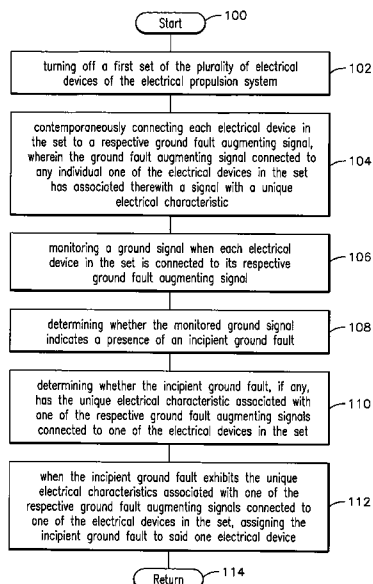 Start
100
turning off a first set of the plurality of electrical
devices of the electrical propulsion system
102
contemporaneously connecting each electrical device in
the set to a respective ground fault augmenting signal,
wherein the ground fault augmenting signal connected to
any individual one of the electrical devices in the set
has associated therewith a signal with a unique
electrical characteristic
104
monitoring a ground signal when each electrical
device in the set is connected to its respective
ground fault augmenting signal
106
determining whether the monitored ground signal
indicates a presence of an incipient ground fault
108
determining whether the incipient ground fault, if any,
has the unique electrical characteristic associated with
one of the respective ground fault augmenting signals
connected to one of the electrical devices in the set
110
when the incipient ground fault exhibits the unique
electrical characteristics associated with one of the
respective ground fault augmenting signals connected to
one of the electrical devices in the set, assigning the
incipient ground fault to said one electrical device
112
Return
114